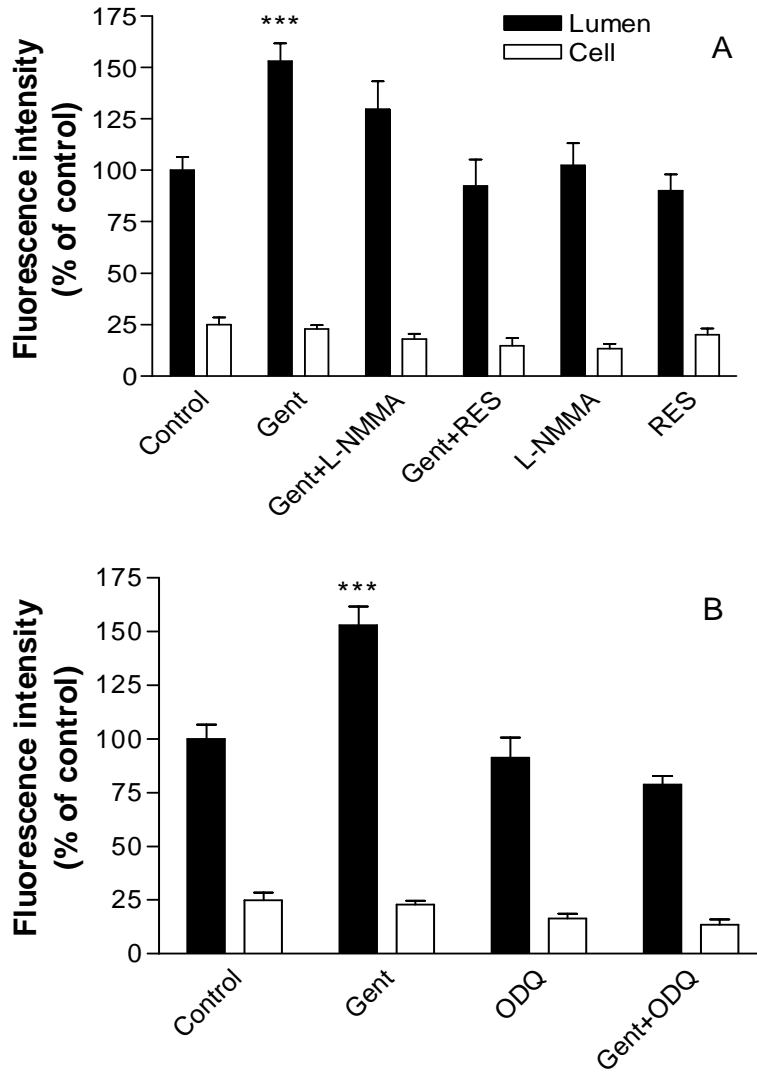 175
150
125
100
75
50
25
0
Fluorescence intensity
(% of control)
***
Lumen
Cell
A
Control
Gent
Gent+L-NMMA
Gent+RES
L-NMMA
RES
175
150
125
100
75
50
25
0
Fluorescence intensity
(% of control)
***
B
Control
Gent
ODQ
Gent+ODQ